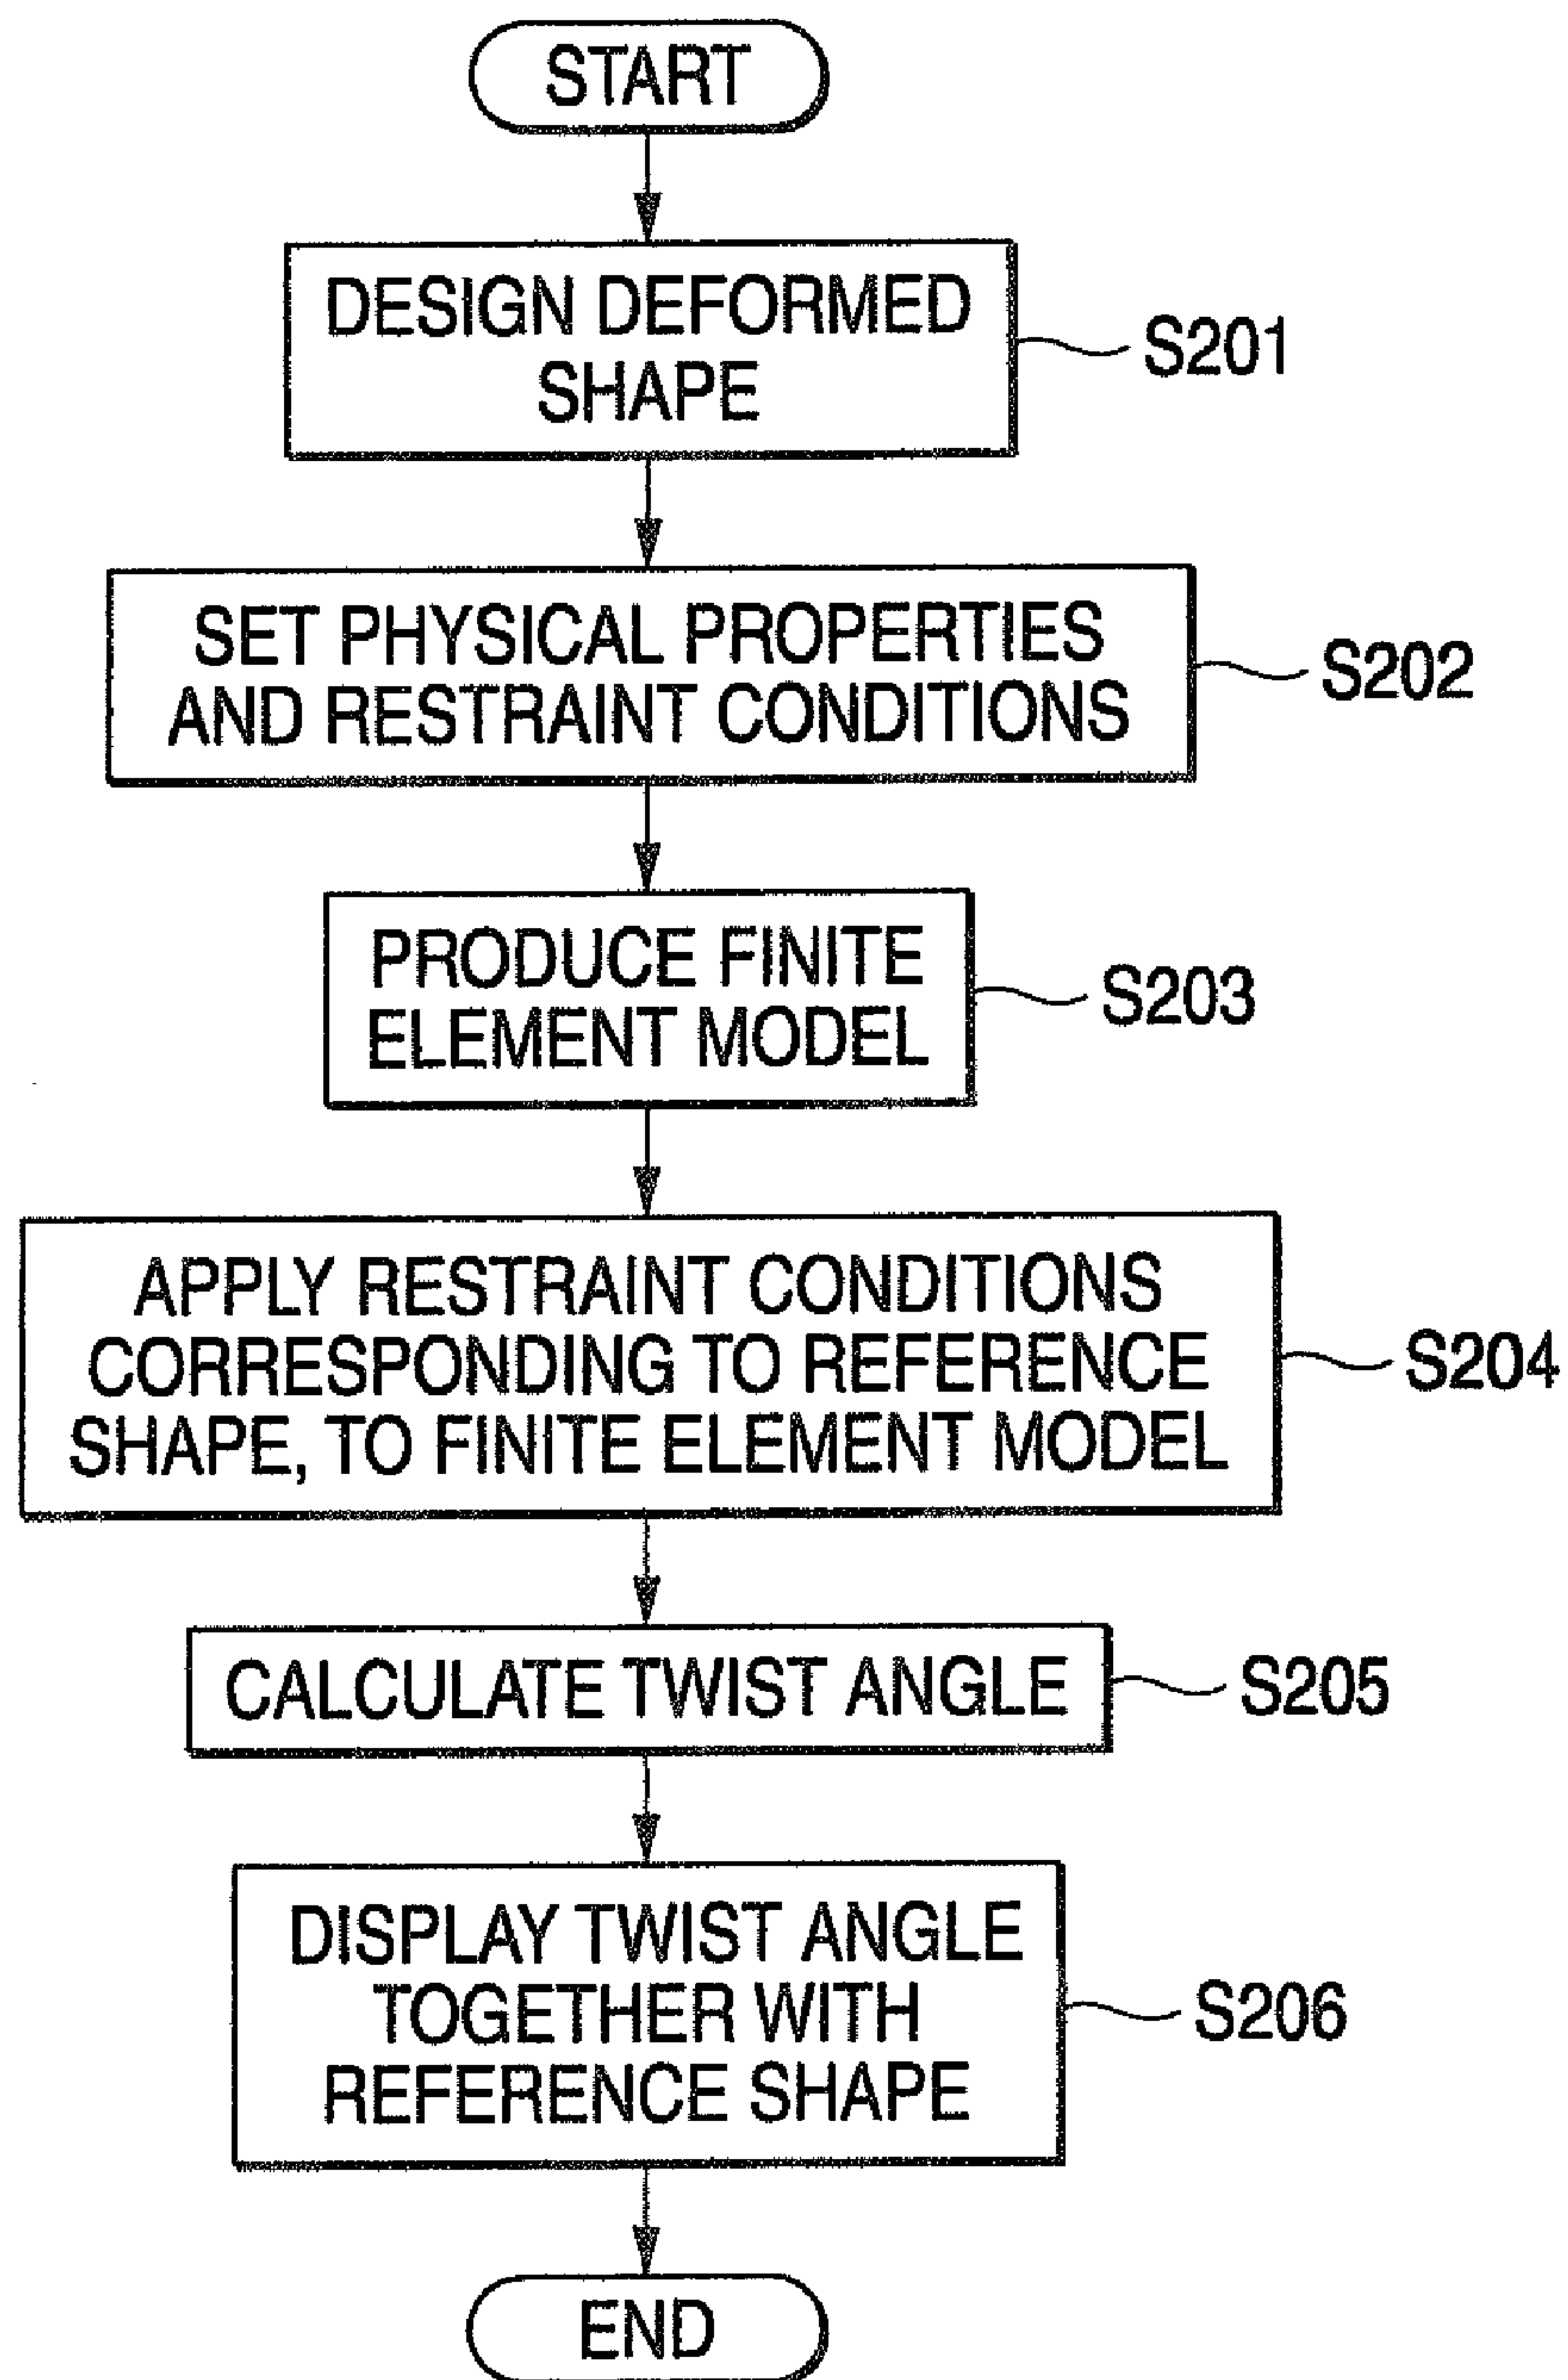 START
DESIGN DEFORMED
SHAPE
S201
SET PHYSICAL PROPERTIES
AND RESTRAINT CONDITIONS
S202
PRODUCE FINITE
ELEMENT MODEL
S203
APPLY RESTRAINT CONDITIONS
CORRESPONDING TO REFERENCE
SHAPE, TO FINITE ELEMENT MODEL
S204
CALCULATE TWIST ANGLE
S205
DISPLAY TWIST ANGLE
TOGETHER WITH
REFERENCE SHAPE
S206
END